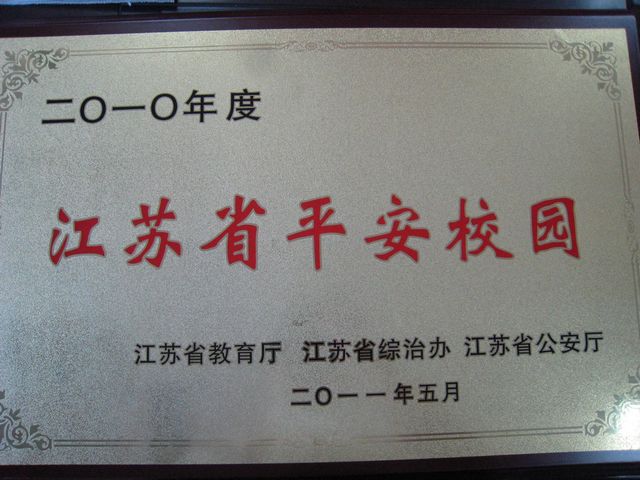 二〇一〇年度
江苏省平安校园
江苏省教育厅 江苏省综治办 江苏省公安厅
二〇一一年五月